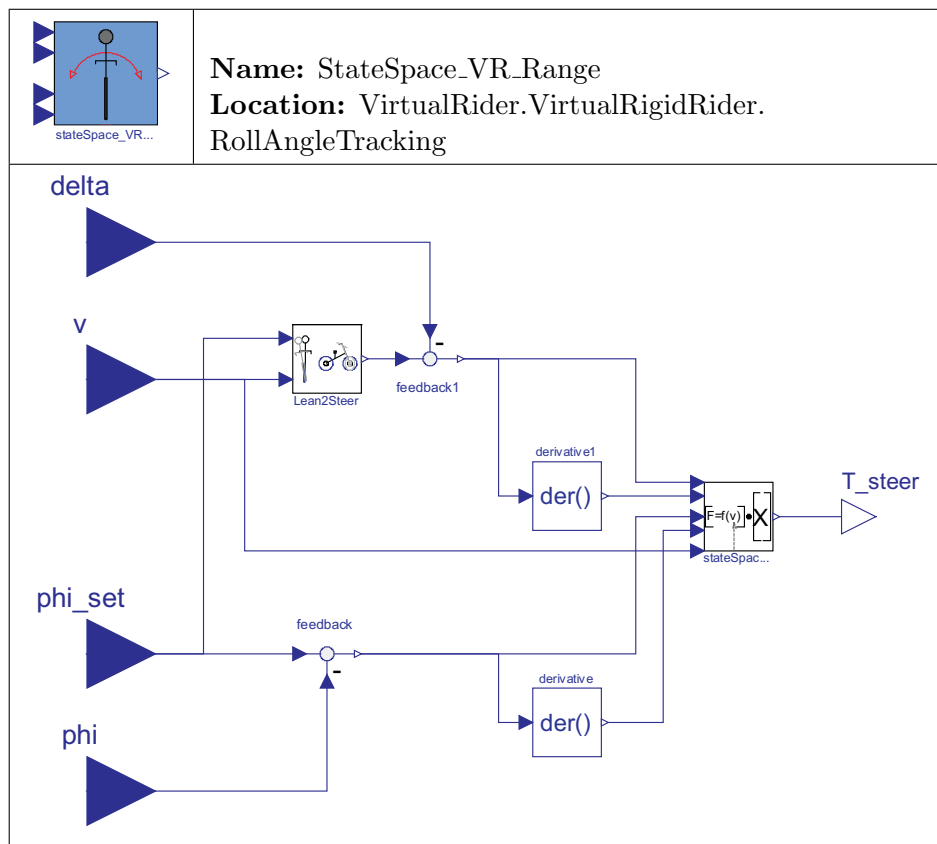 stateSpace_VR...
Name: StateSpace_VR_Range
Location: VirtualRider.VirtualRigidRider.
RollAngleTracking
delta
v
-
feedback1
Lean2Steer
derivative1
der()
T_steer
F=f(v)
X
stateSpac...
phi_set
feedback
-
derivative
der()
phi